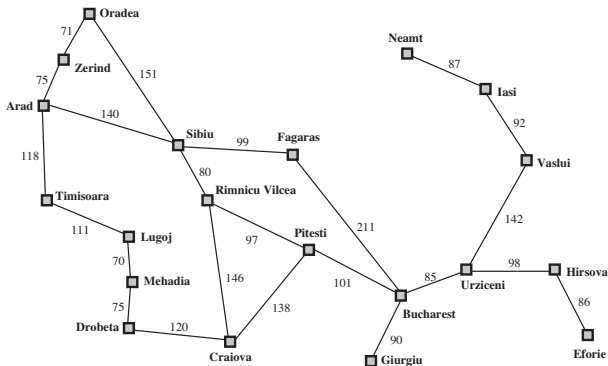 Oradea
71
Neamt
Zerind
87
75
151
Iasi
Arad
140
92
Sibiu
99
Fagaras
118
Vaslui
80
Timisoara
Rimnicu Vilcea
111
211
142
Lugoj
97
Pitesti
70
98
Hirsova
146
85
Mehadia
101
Urziceni
75
138
86
Bucharest
Drobeta
120
90
Craiova
Eforie
Giurgiu